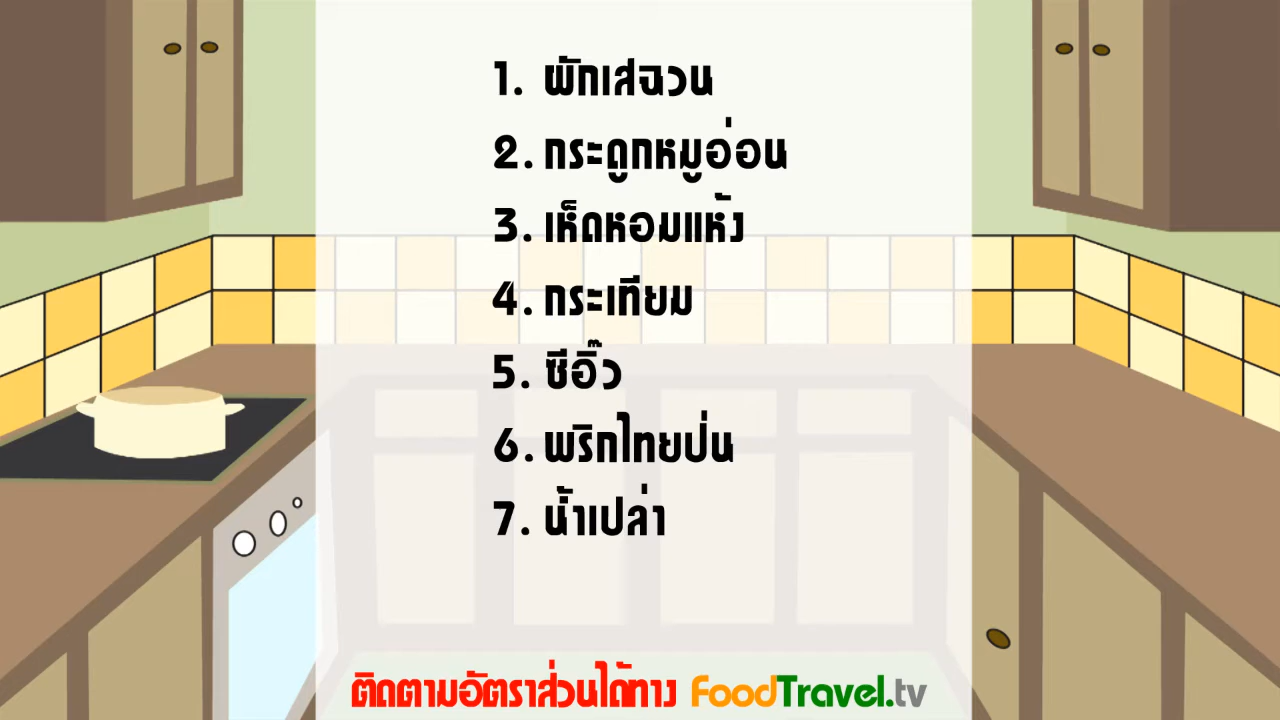 1. ฟักเสฉวน
2. กระดูกหมูอ่อน
3. เห็ดหอมแห้ง
4. กระเทียม
5. ซีอิ๊ว
6. พริกไทยป่น
7. น้ำเปล่า
ติดตามอัตราส่วนได้ทาง FoodTravel.tv